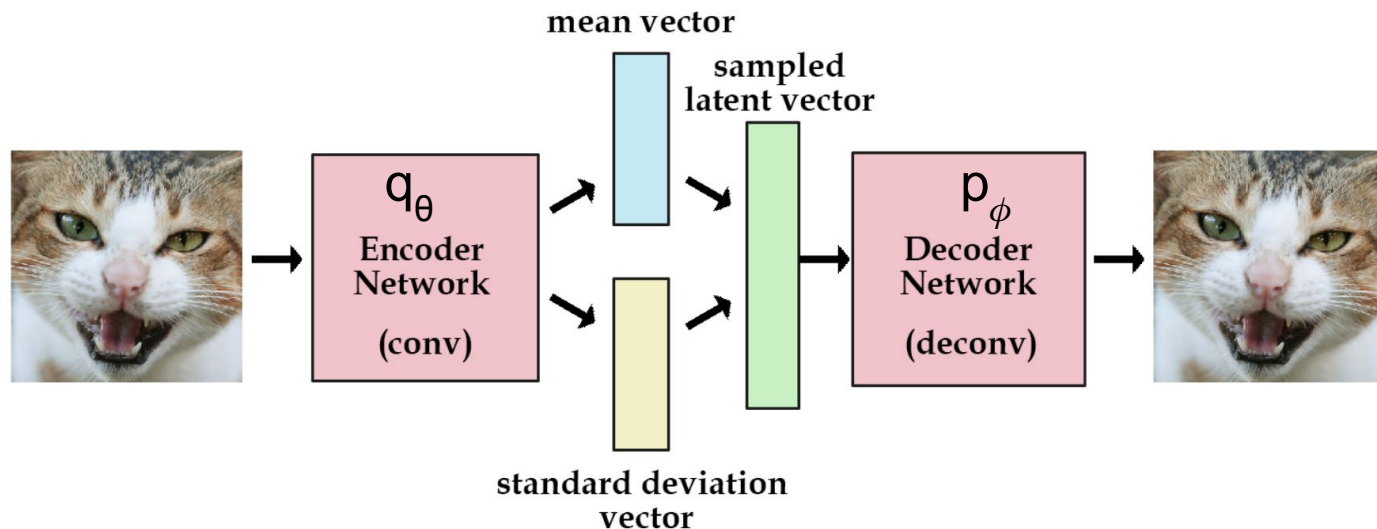 mean vector
sampled
latent vector
qθ
Encoder
Network
(conv)
pϕ
Decoder
Network
(deconv)
standard deviation
vector